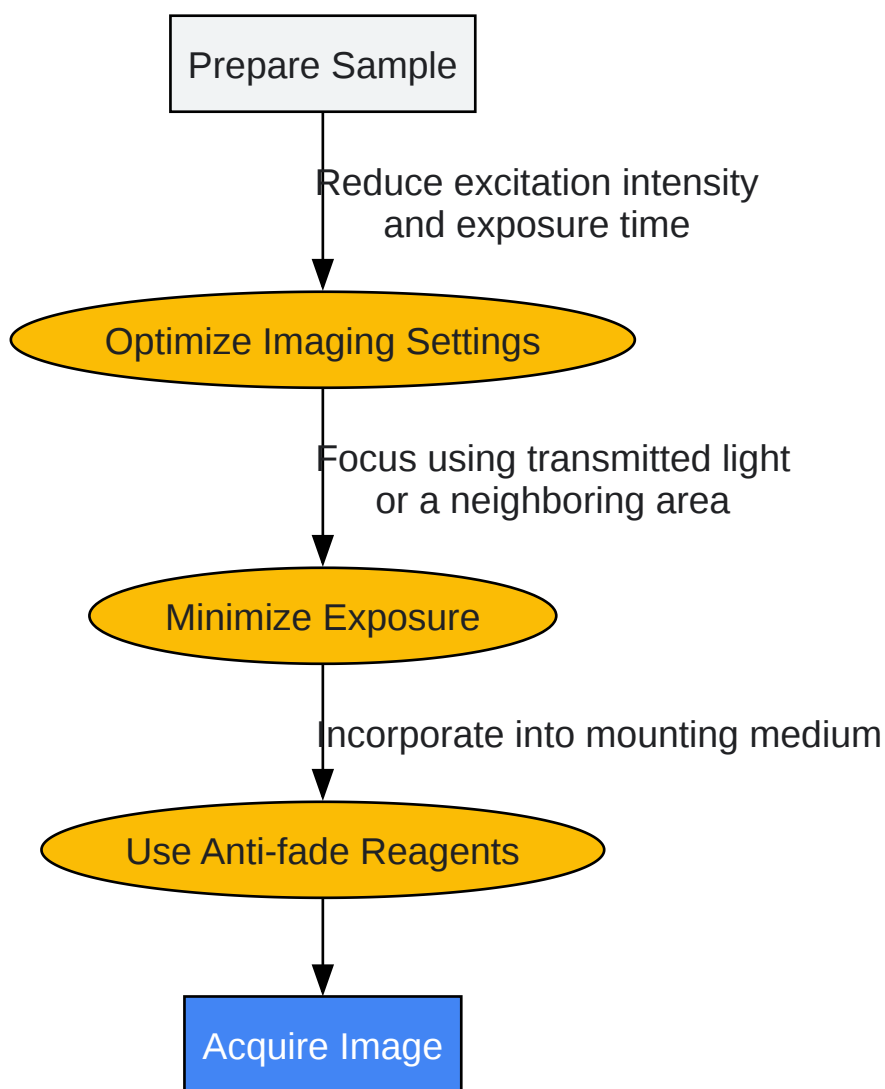 Prepare Sample
Reduce excitation intensity
and exposure time
Optimize Imaging Settings
Focus using transmitted light
or a neighboring area
Minimize Exposure
Incorporate into mounting medium
Use Anti-fade Reagents
Acquire Image